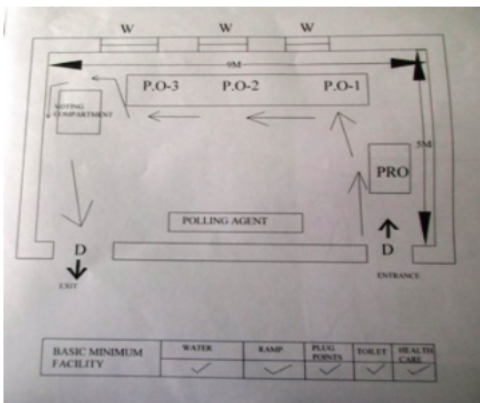 W W W
9M
P.O-3 P.O-2 P.O-1
VOTING
COMPARTMENT
5M
PRO
POLLING AGENT
D D
EXIT
ENTRANCE
BASIC MINIMUM
FACILITY
WATER RAMP PLUG
POINTS TOILET HEALTH
CARE